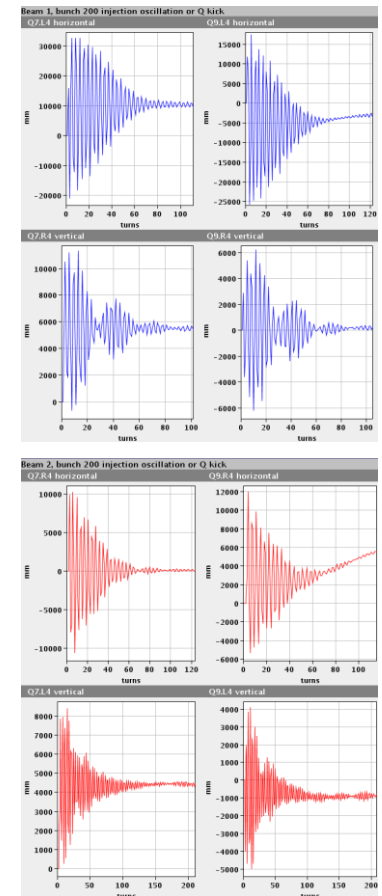 Beam 1, bunch 200 injection oscillation or Q kick
Q7.L4 horizontal
Q9.L4 horizontal
30000
20000
10000
0
-10000
-20000
mm
0 20 40 60 80 100
turns
15000
10000
5000
0
-5000
-10000
-15000
-20000
-25000
mm
0 20 40 60 80 100 120
turns
Q7.R4 vertical
Q9.R4 vertical
10000
8000
6000
4000
2000
0
mm
0 20 40 60 80 100
turns
6000
4000
2000
0
-2000
-4000
-6000
mm
0 20 40 60 80 100
turns
Beam 2, bunch 200 injection oscillation or Q kick
Q7.R4 horizontal
Q9.R4 horizontal
10000
5000
0
-5000
-10000
mm
0 20 40 60 80 100 120
turns
12000
10000
8000
6000
4000
2000
0
-2000
-4000
-6000
mm
0 20 40 60 80 100
turns
Q7.L4 vertical
Q9.L4 vertical
8000
7000
6000
5000
4000
3000
2000
1000
0
mm
0 50 100 150 200
turns
4000
3000
2000
1000
0
-1000
-2000
-3000
-4000
-5000
mm
0 50 100 150 200
turns